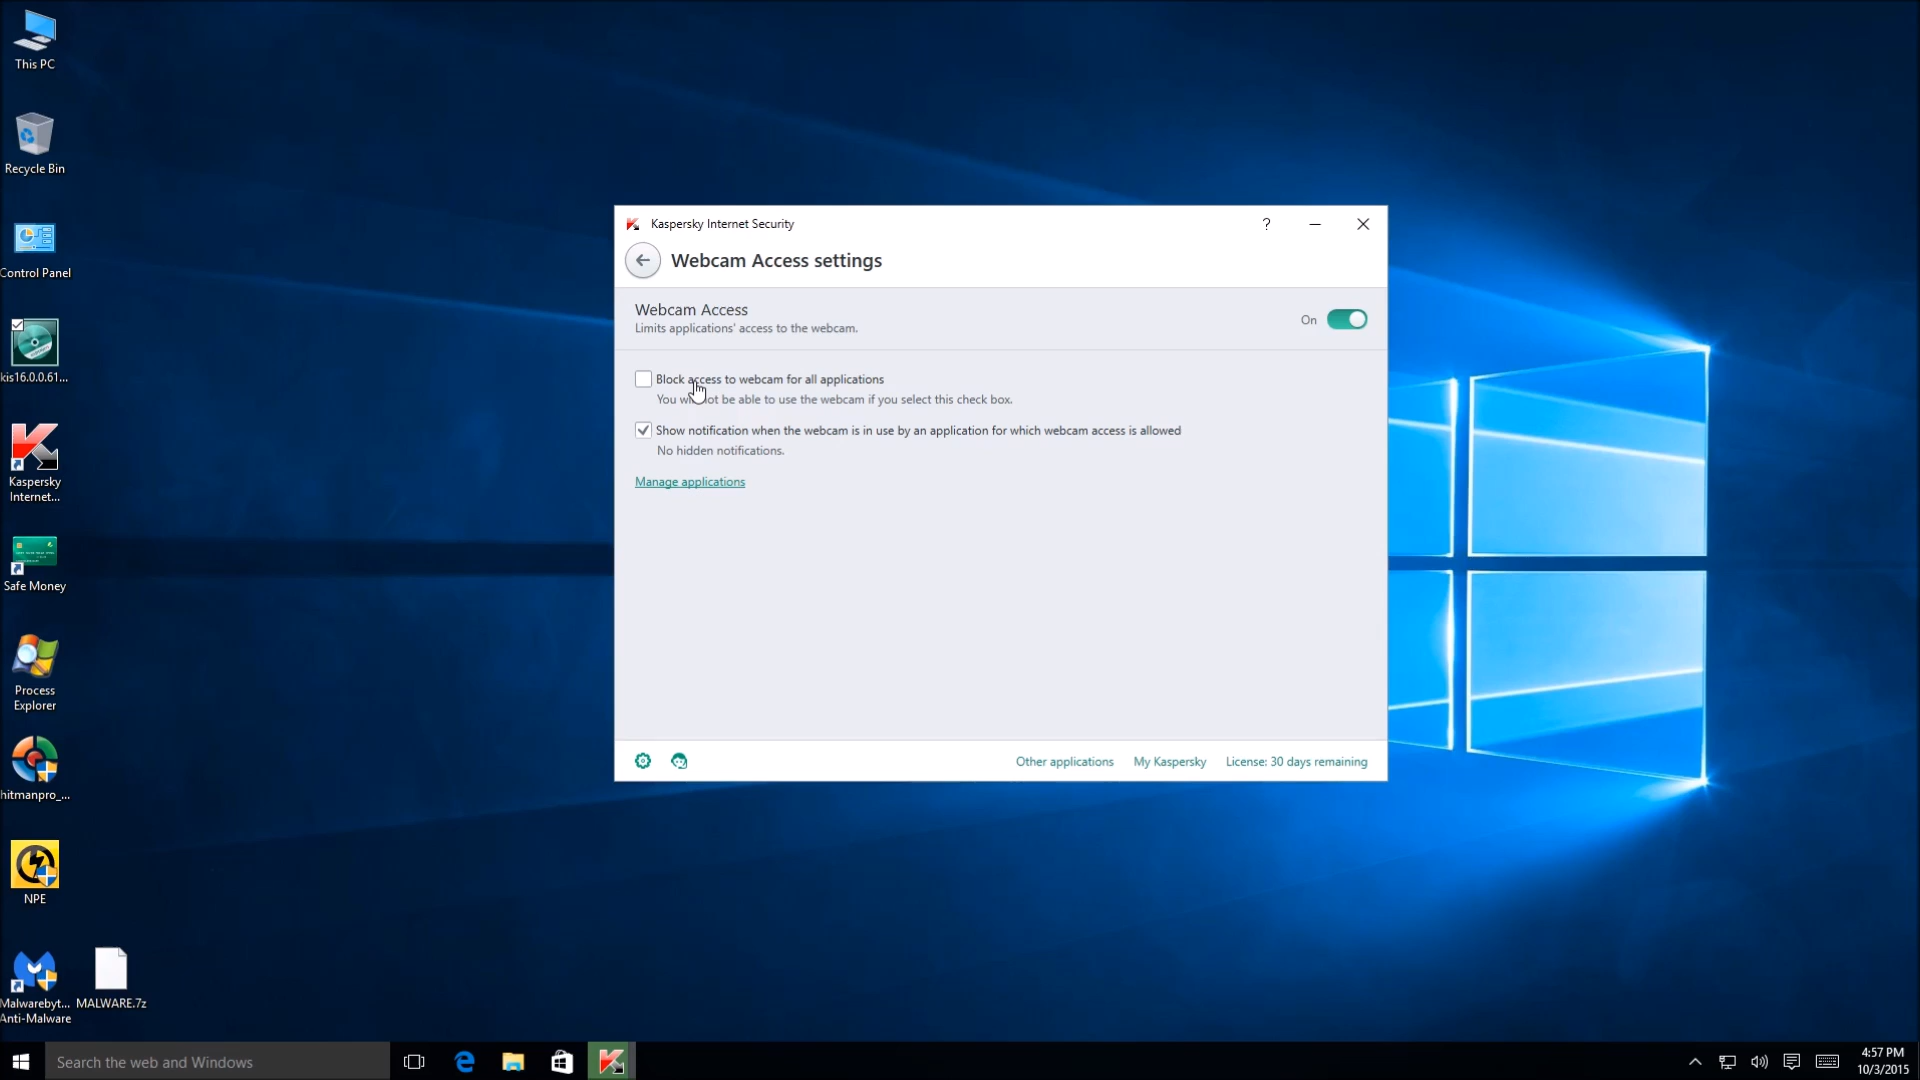 This PC
Recycle Bin
Control Panel
kis16.0.0.61...
Kaspersky
Internet...
Safe Money
Process
Explorer
hitmanpro_...
NPE
Malwarebyt...
Anti-Malware
MALWARE.7z
Kaspersky Internet Security
?
Webcam Access settings
Webcam Access
Limits applications' access to the webcam.
On
Block access to webcam for all applications
You will not be able to use the webcam if you select this check box.
Show notification when the webcam is in use by an application for which webcam access is allowed
No hidden notifications.
Manage applications
Other applications
My Kaspersky
License: 30 days remaining
Search the web and Windows
4:57 PM
10/3/2015